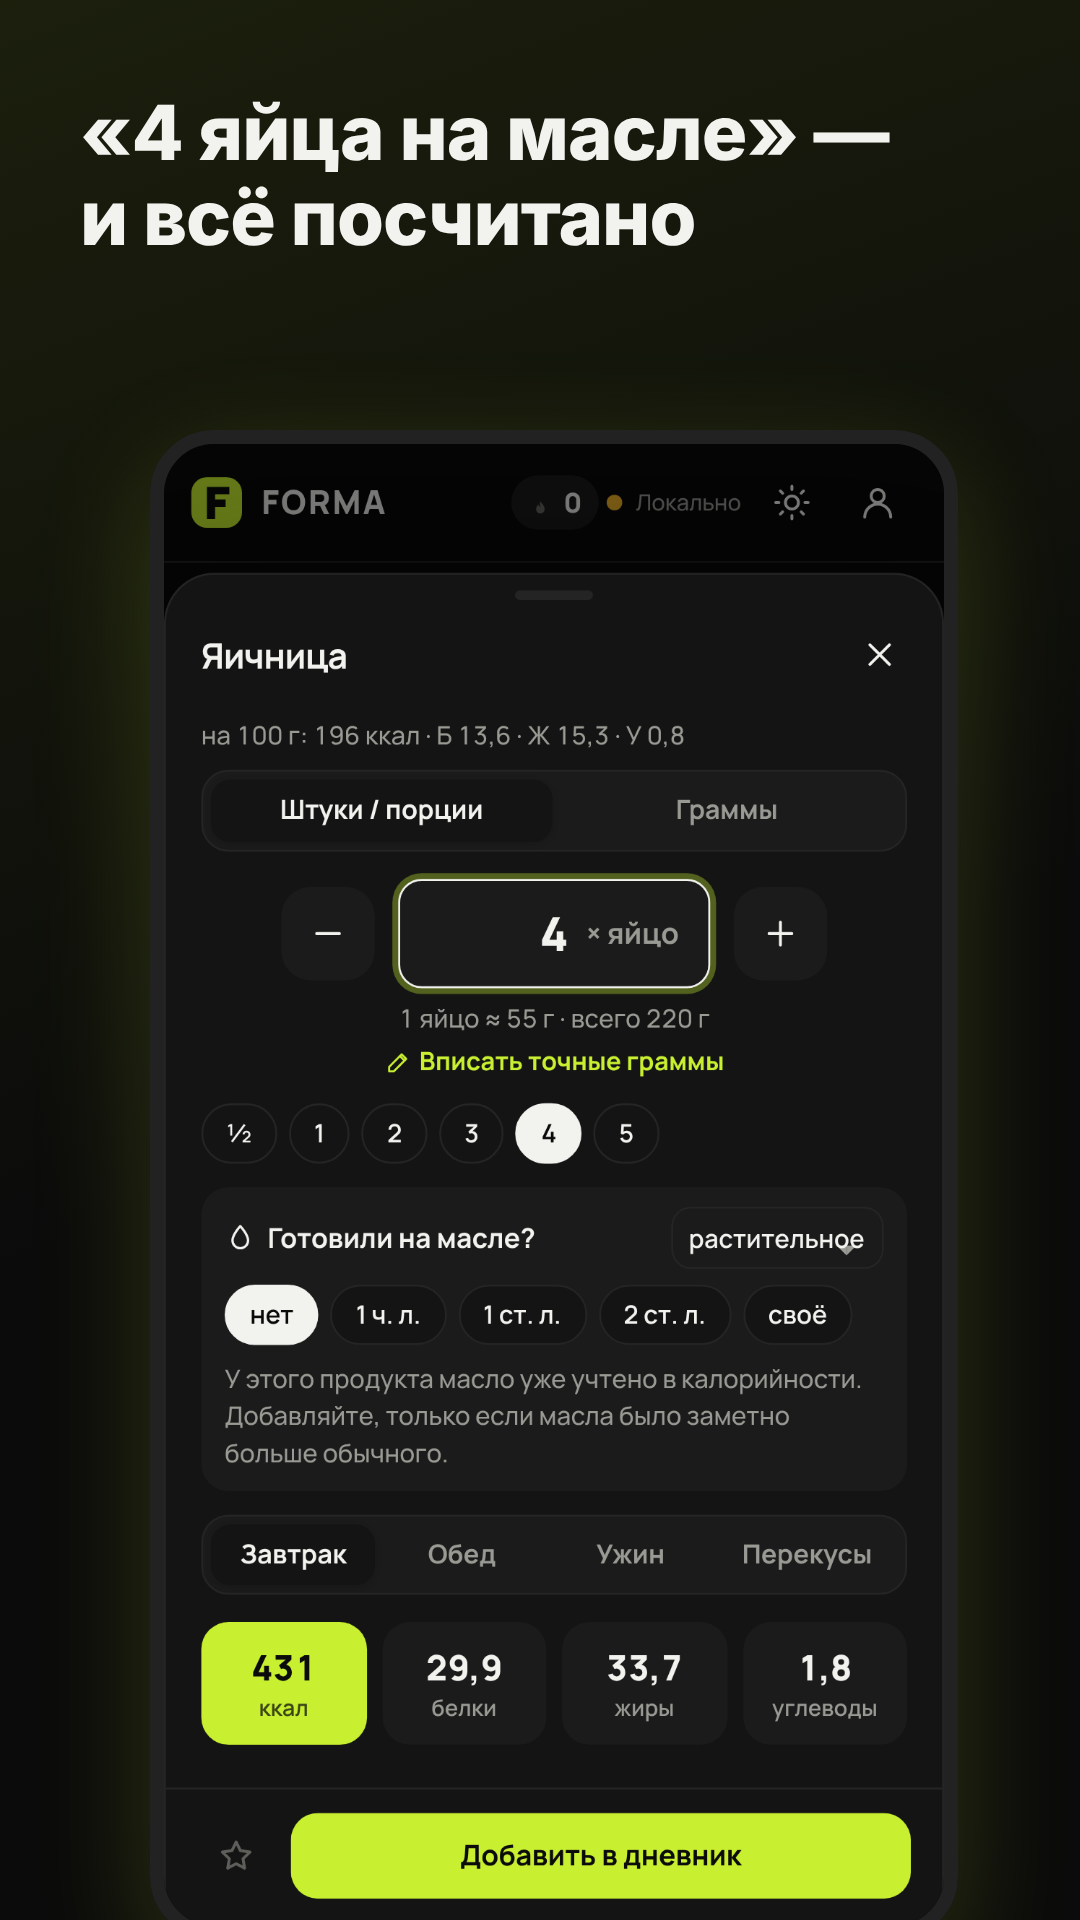 «4 яйца на масле» —
и всё посчитано
F FORMA 0 Локально
Яичница
на 100 г: 196 ккал · Б 13,6 · Ж 15,3 · У 0,8
Штуки / порции Граммы
− 4 × яйцо +
1 яйцо ≈ 55 г · всего 220 г
Вписать точные граммы
½ 1 2 3 4 5
Готовили на масле? растительное
нет 1 ч. л. 1 ст. л. 2 ст. л. своё
У этого продукта масло уже учтено в калорийности.
Добавляйте, только если масла было заметно
больше обычного.
Завтрак Обед Ужин Перекусы
431 29,9 33,7 1,8
ккал белки жиры углеводы
Добавить в дневник